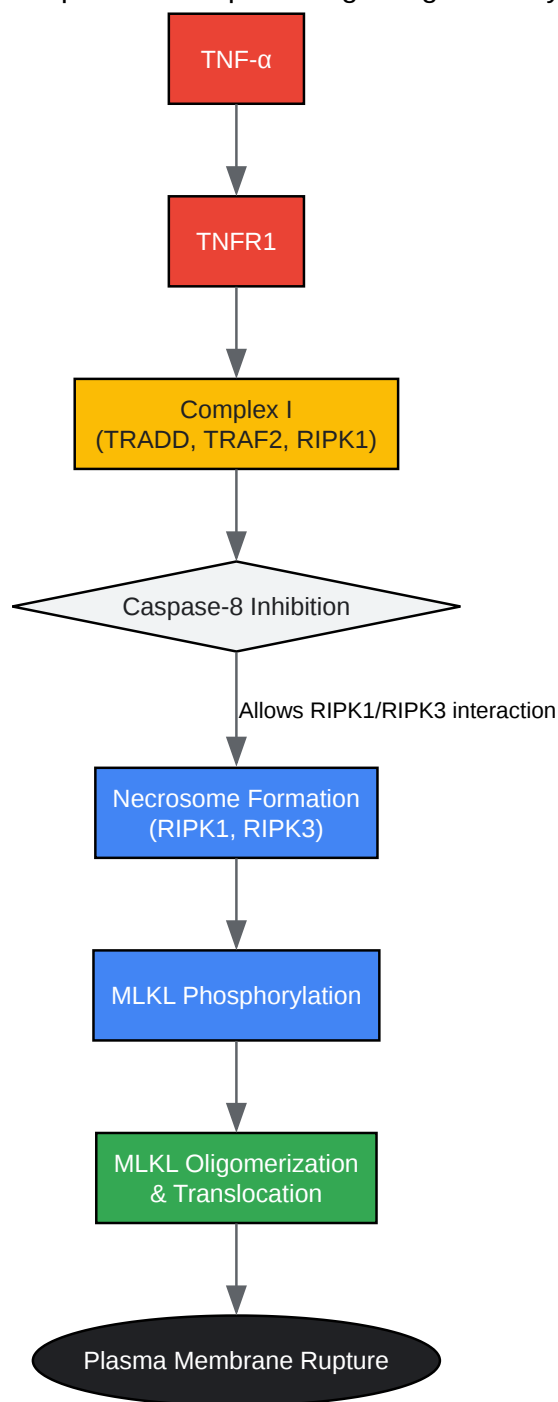 TNF-α
TNFR1
Complex I
(TRADD, TRAF2, RIPK1)
Caspase-8 Inhibition
Allows RIPK1/RIPK3 interaction
Necrosome Formation
(RIPK1, RIPK3)
MLKL Phosphorylation
MLKL Oligomerization
& Translocation
Plasma Membrane Rupture